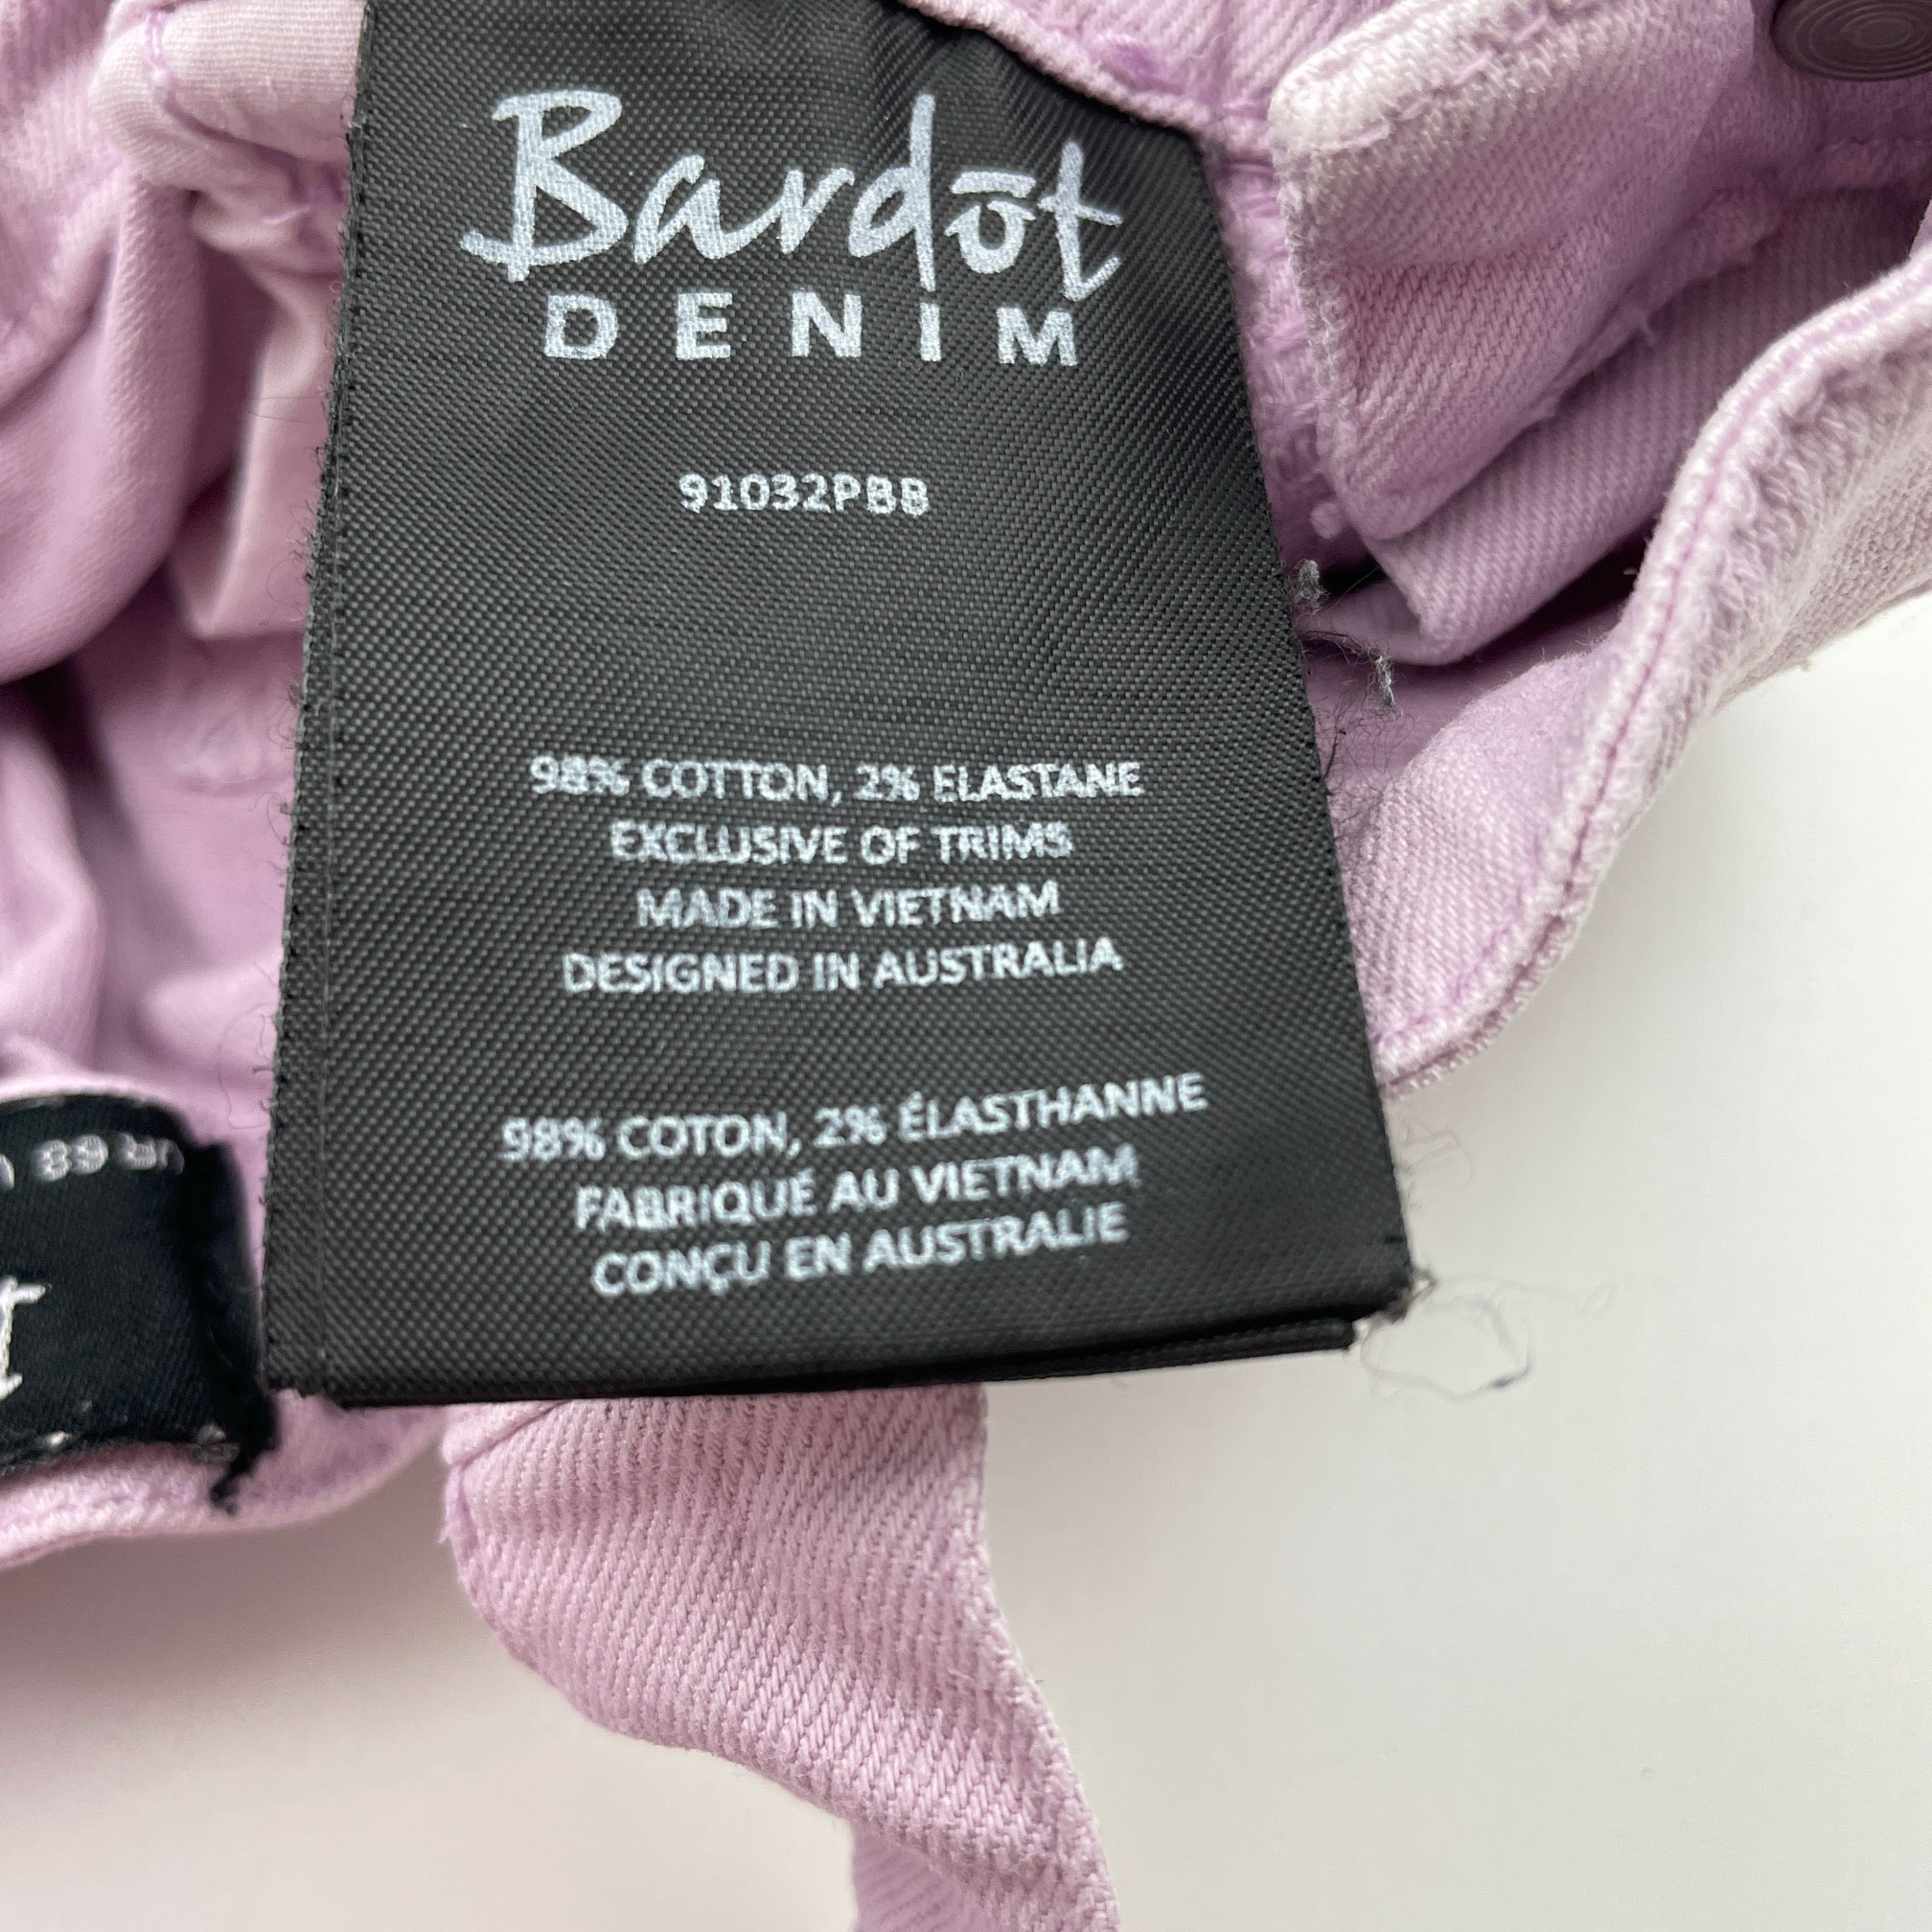 Bardot
DENIM
91032PBB
98% COTTON, 2% ELASTANE
EXCLUSIVE OF TRIMS
MADE IN VIETNAM
DESIGNED IN AUSTRALIA
98% COTON, 2% ÉLASTHANNE
FABRIQUÉ AU VIETNAM
CONÇU EN AUSTRALIE